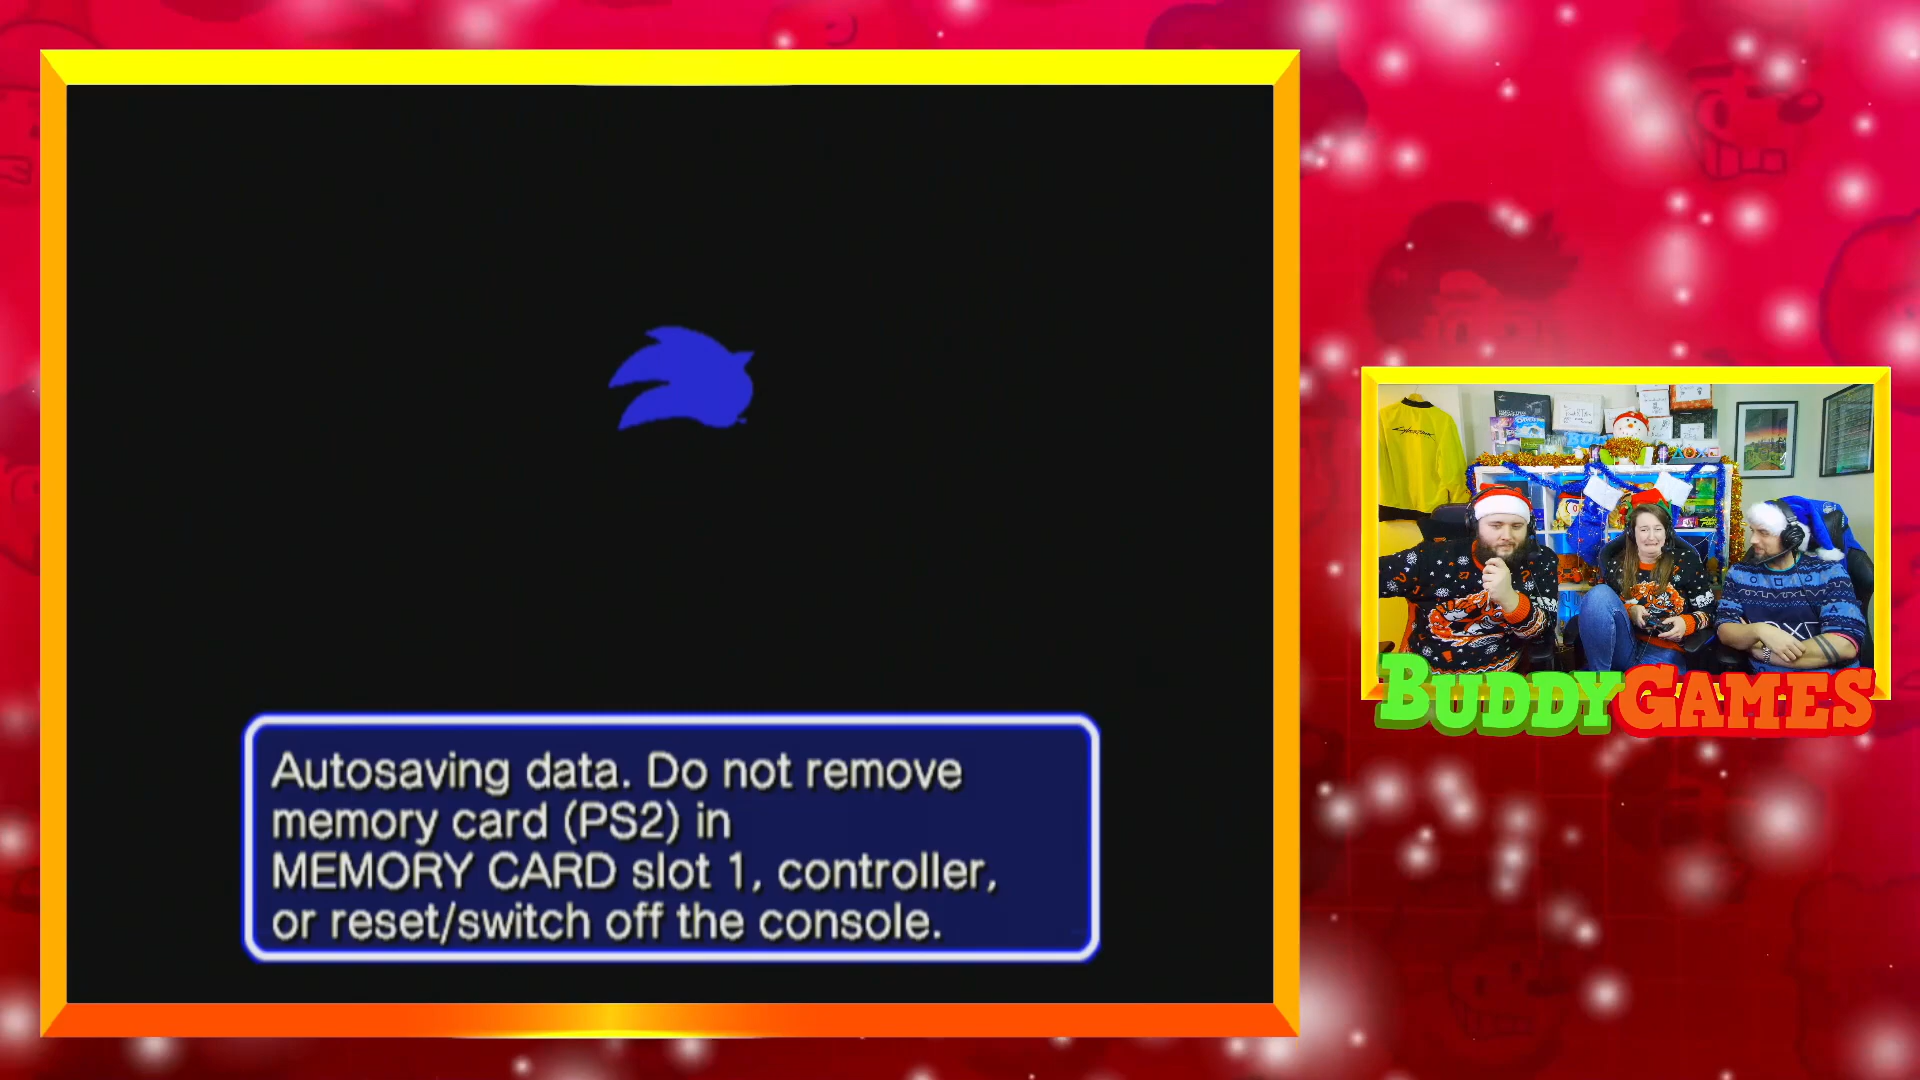 Autosaving data. Do not remove
memory card (PS2) in
MEMORY CARD slot 1, controller,
or reset/switch off the console.
BUDDYGAMES